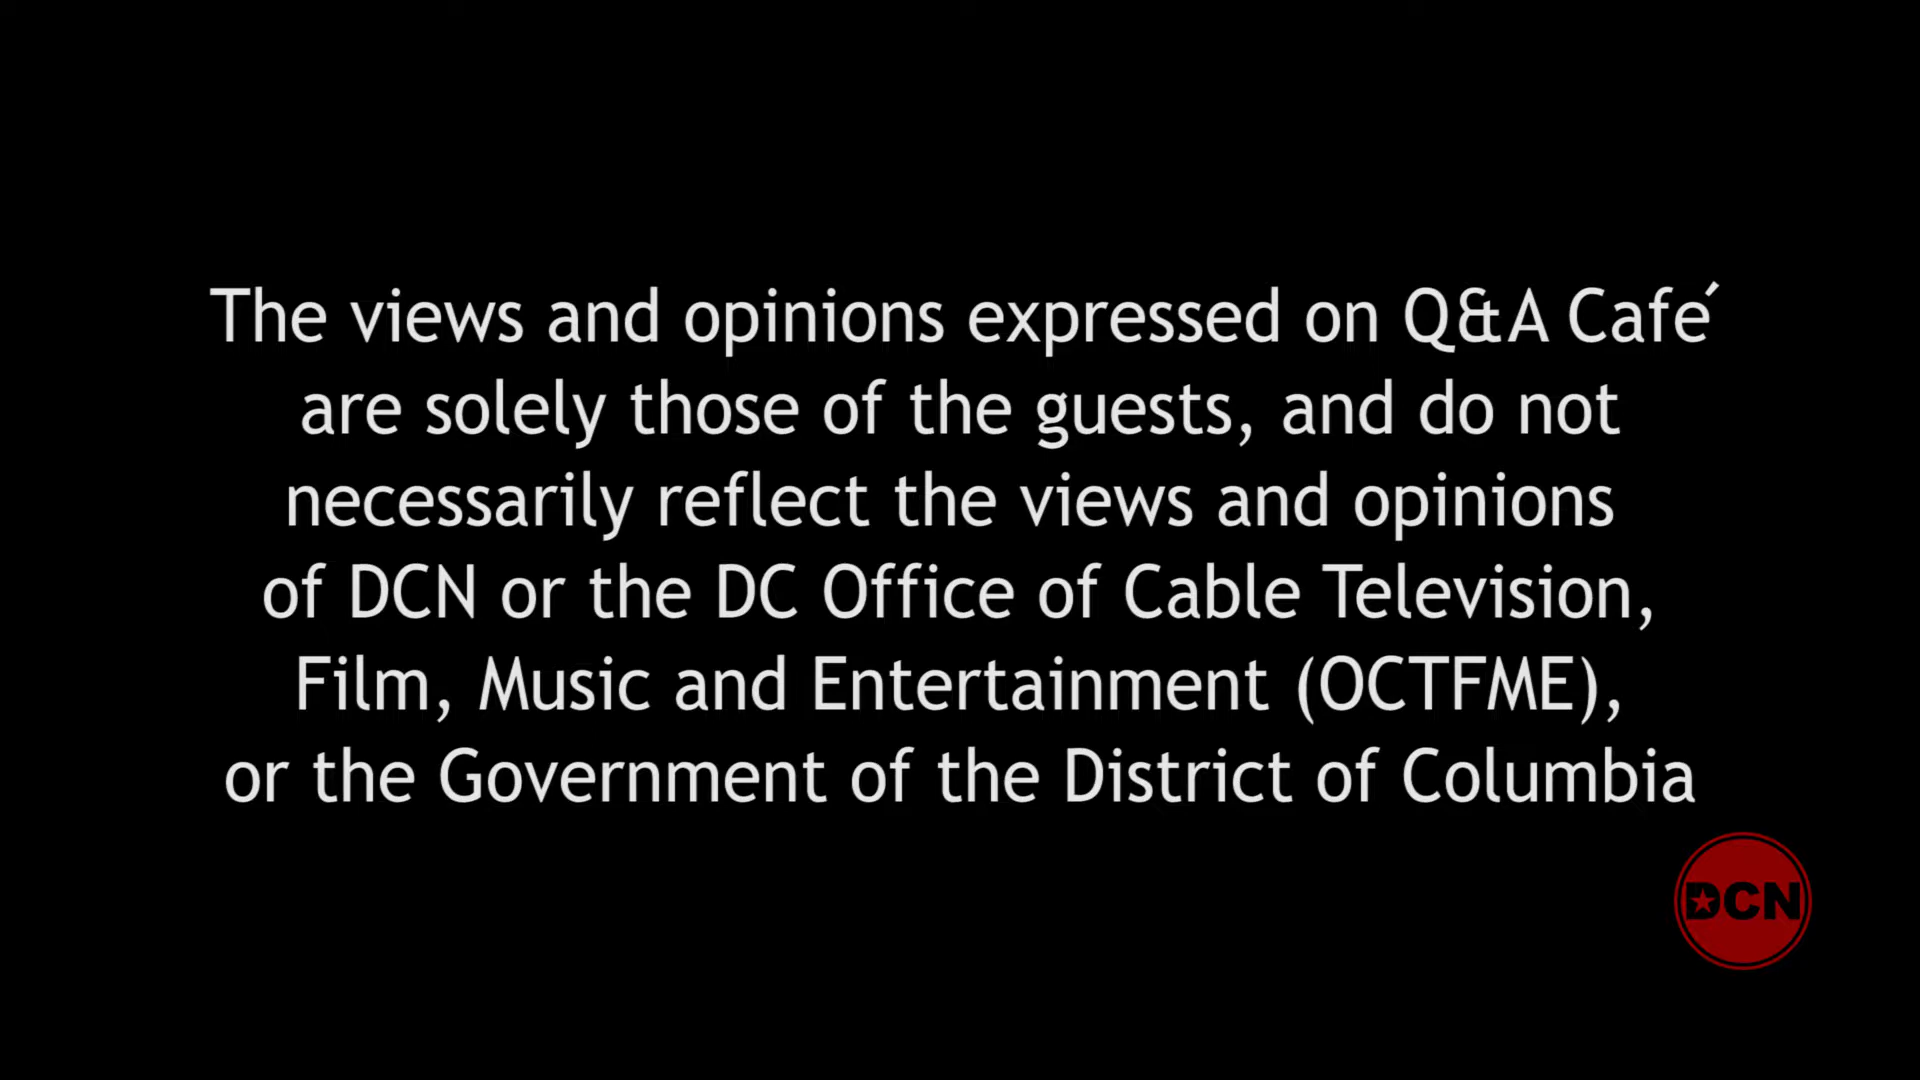 The views and opinions expressed on Q&A Café
are solely those of the guests, and do not
necessarily reflect the views and opinions
of DCN or the DC Office of Cable Television,
Film, Music and Entertainment (OCTFME),
or the Government of the District of Columbia
DCN